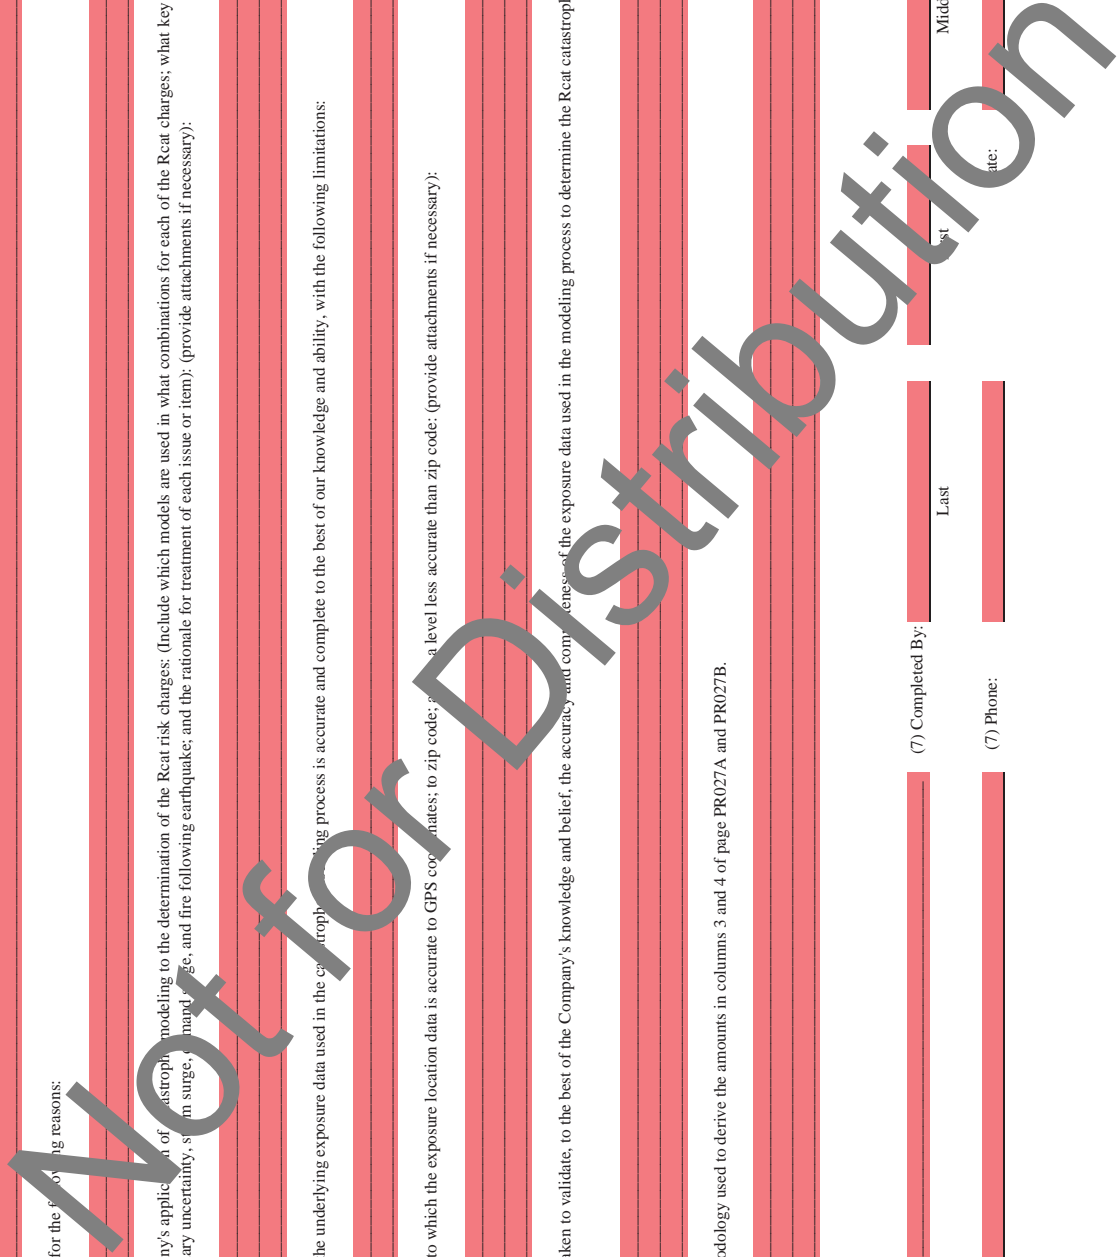 for the following reasons:
ny's application of catastrophe modeling to the determination of the Rcat risk charges: (Include which models are used in what combinations for each of the Rcat charges; what key
ary uncertainty, storm surge, demand surge, and fire following earthquake; and the rationale for treatment of each issue or item): (provide attachments if necessary):
he underlying exposure data used in the catastrophe modeling process is accurate and complete to the best of our knowledge and ability, with the following limitations:
to which the exposure location data is accurate to GPS coordinates; to zip code; a level less accurate than zip code: (provide attachments if necessary):
ken to validate, to the best of the Company's knowledge and belief, the accuracy and completeness of the exposure data used in the modeling process to determine the Rcat catastroph
dology used to derive the amounts in columns 3 and 4 of page PR027A and PR027B.
(7) Completed By:
Last st Midd
(7) Phone: ate:
Not for Distribution